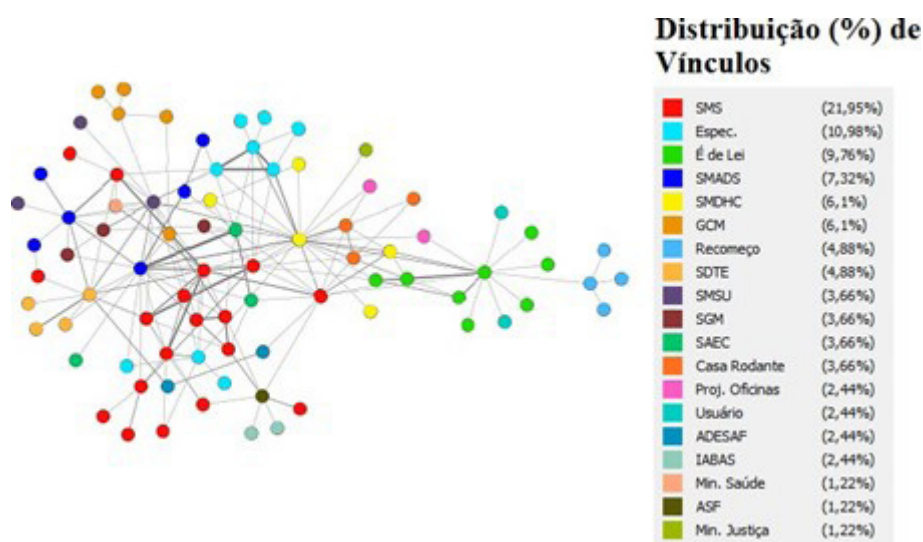 Distribuição (%) de
Vínculos
SMS (21,95%)
Espec. (10,98%)
É de Lei (9,76%)
SMADS (7,32%)
SMDHC (6,1%)
GCM (6,1%)
Recomeço (4,88%)
SDTE (4,88%)
SMSU (3,66%)
SGM (3,66%)
SAEC (3,66%)
Casa Rodante (3,66%)
Proj. Oficinas (2,44%)
Usuário (2,44%)
ADESAF (2,44%)
IABAS (2,44%)
Min. Saúde (1,22%)
ASF (1,22%)
Min. Justiça (1,22%)